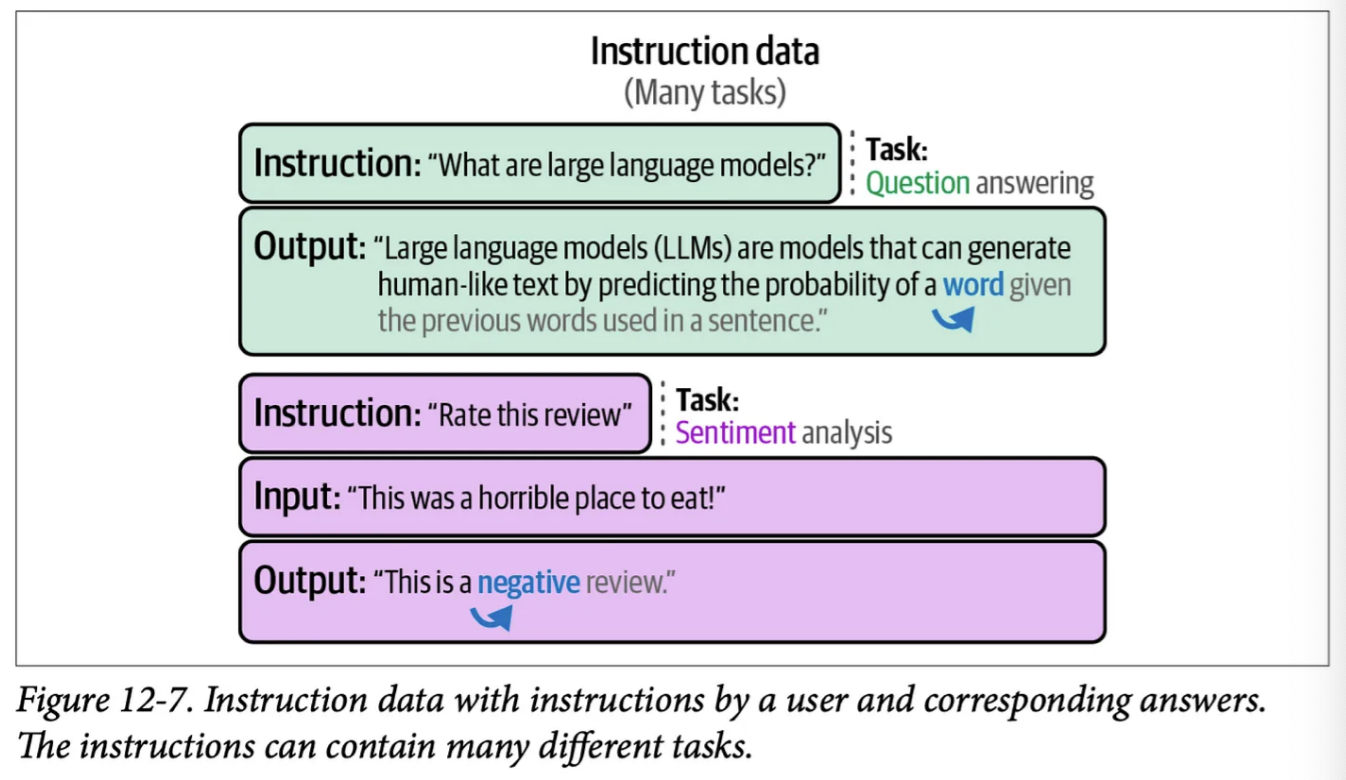 Instruction data
(Many tasks)
Instruction: “What are large language models?”
Task:
Question answering
Output: “Large language models (LLMs) are models that can generate
human-like text by predicting the probability of a word given
the previous words used in a sentence.”
Instruction: “Rate this review”
Task:
Sentiment analysis
Input: “This was a horrible place to eat!”
Output: “This is a negative review.”
Figure 12-7. Instruction data with instructions by a user and corresponding answers.
The instructions can contain many different tasks.